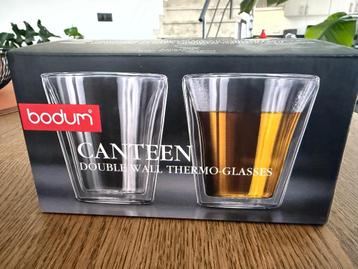 bodum®
CANTEEN
DOUBLE WALL THERMO-GLASSES